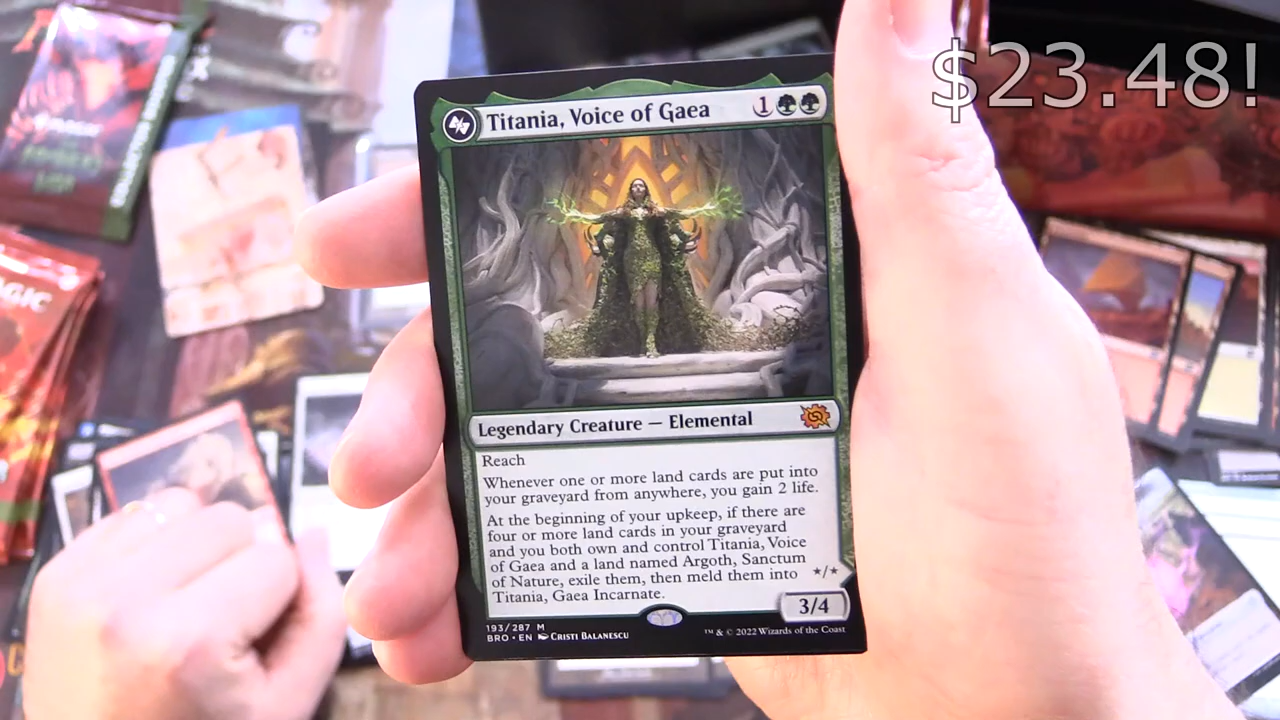 $23.48!
Titania, Voice of Gaea 1
Legendary Creature — Elemental
Reach
Whenever one or more land cards are put into
your graveyard from anywhere, you gain 2 life.
At the beginning of your upkeep, if there are
four or more land cards in your graveyard
and you both own and control Titania, Voice
of Gaea and a land named Argoth, Sanctum
of Nature, exile them, then meld them into
Titania, Gaea Incarnate.
*/*
3/4
193/287 M
BRO • EN CRISTI BALANESCU
™ & © 2022 Wizards of the Coast
MAGIC